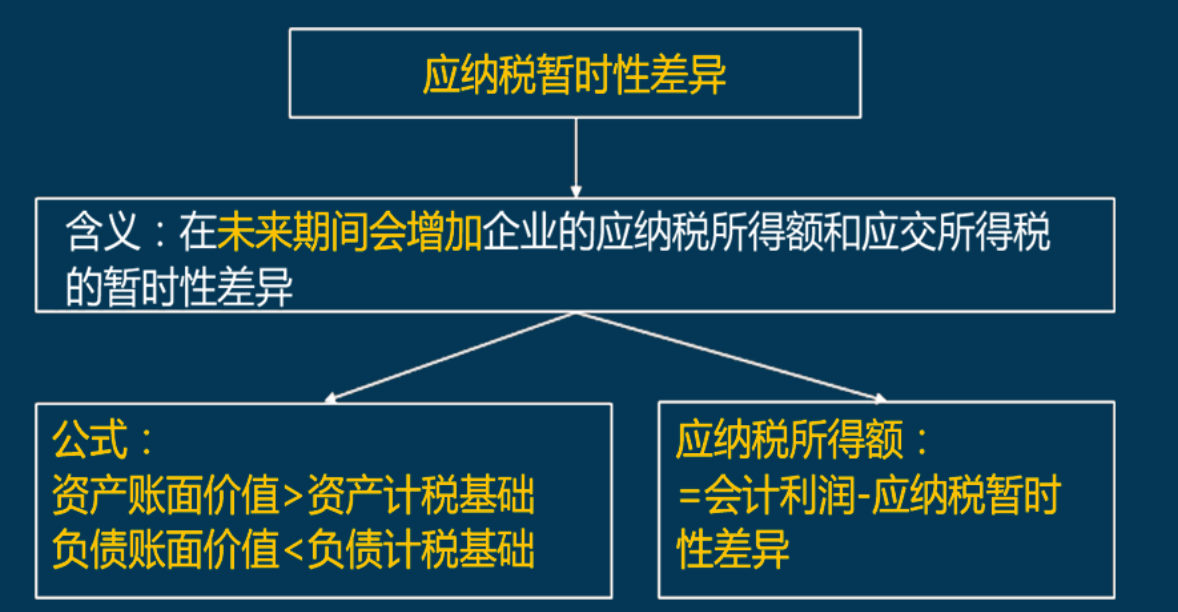 应纳税暂时性差异
含义：在未来期间会增加企业的应纳税所得额和应交所得税
的暂时性差异
公式：
资产账面价值>资产计税基础
负债账面价值<负债计税基础
应纳税所得额：
=会计利润-应纳税暂时
性差异